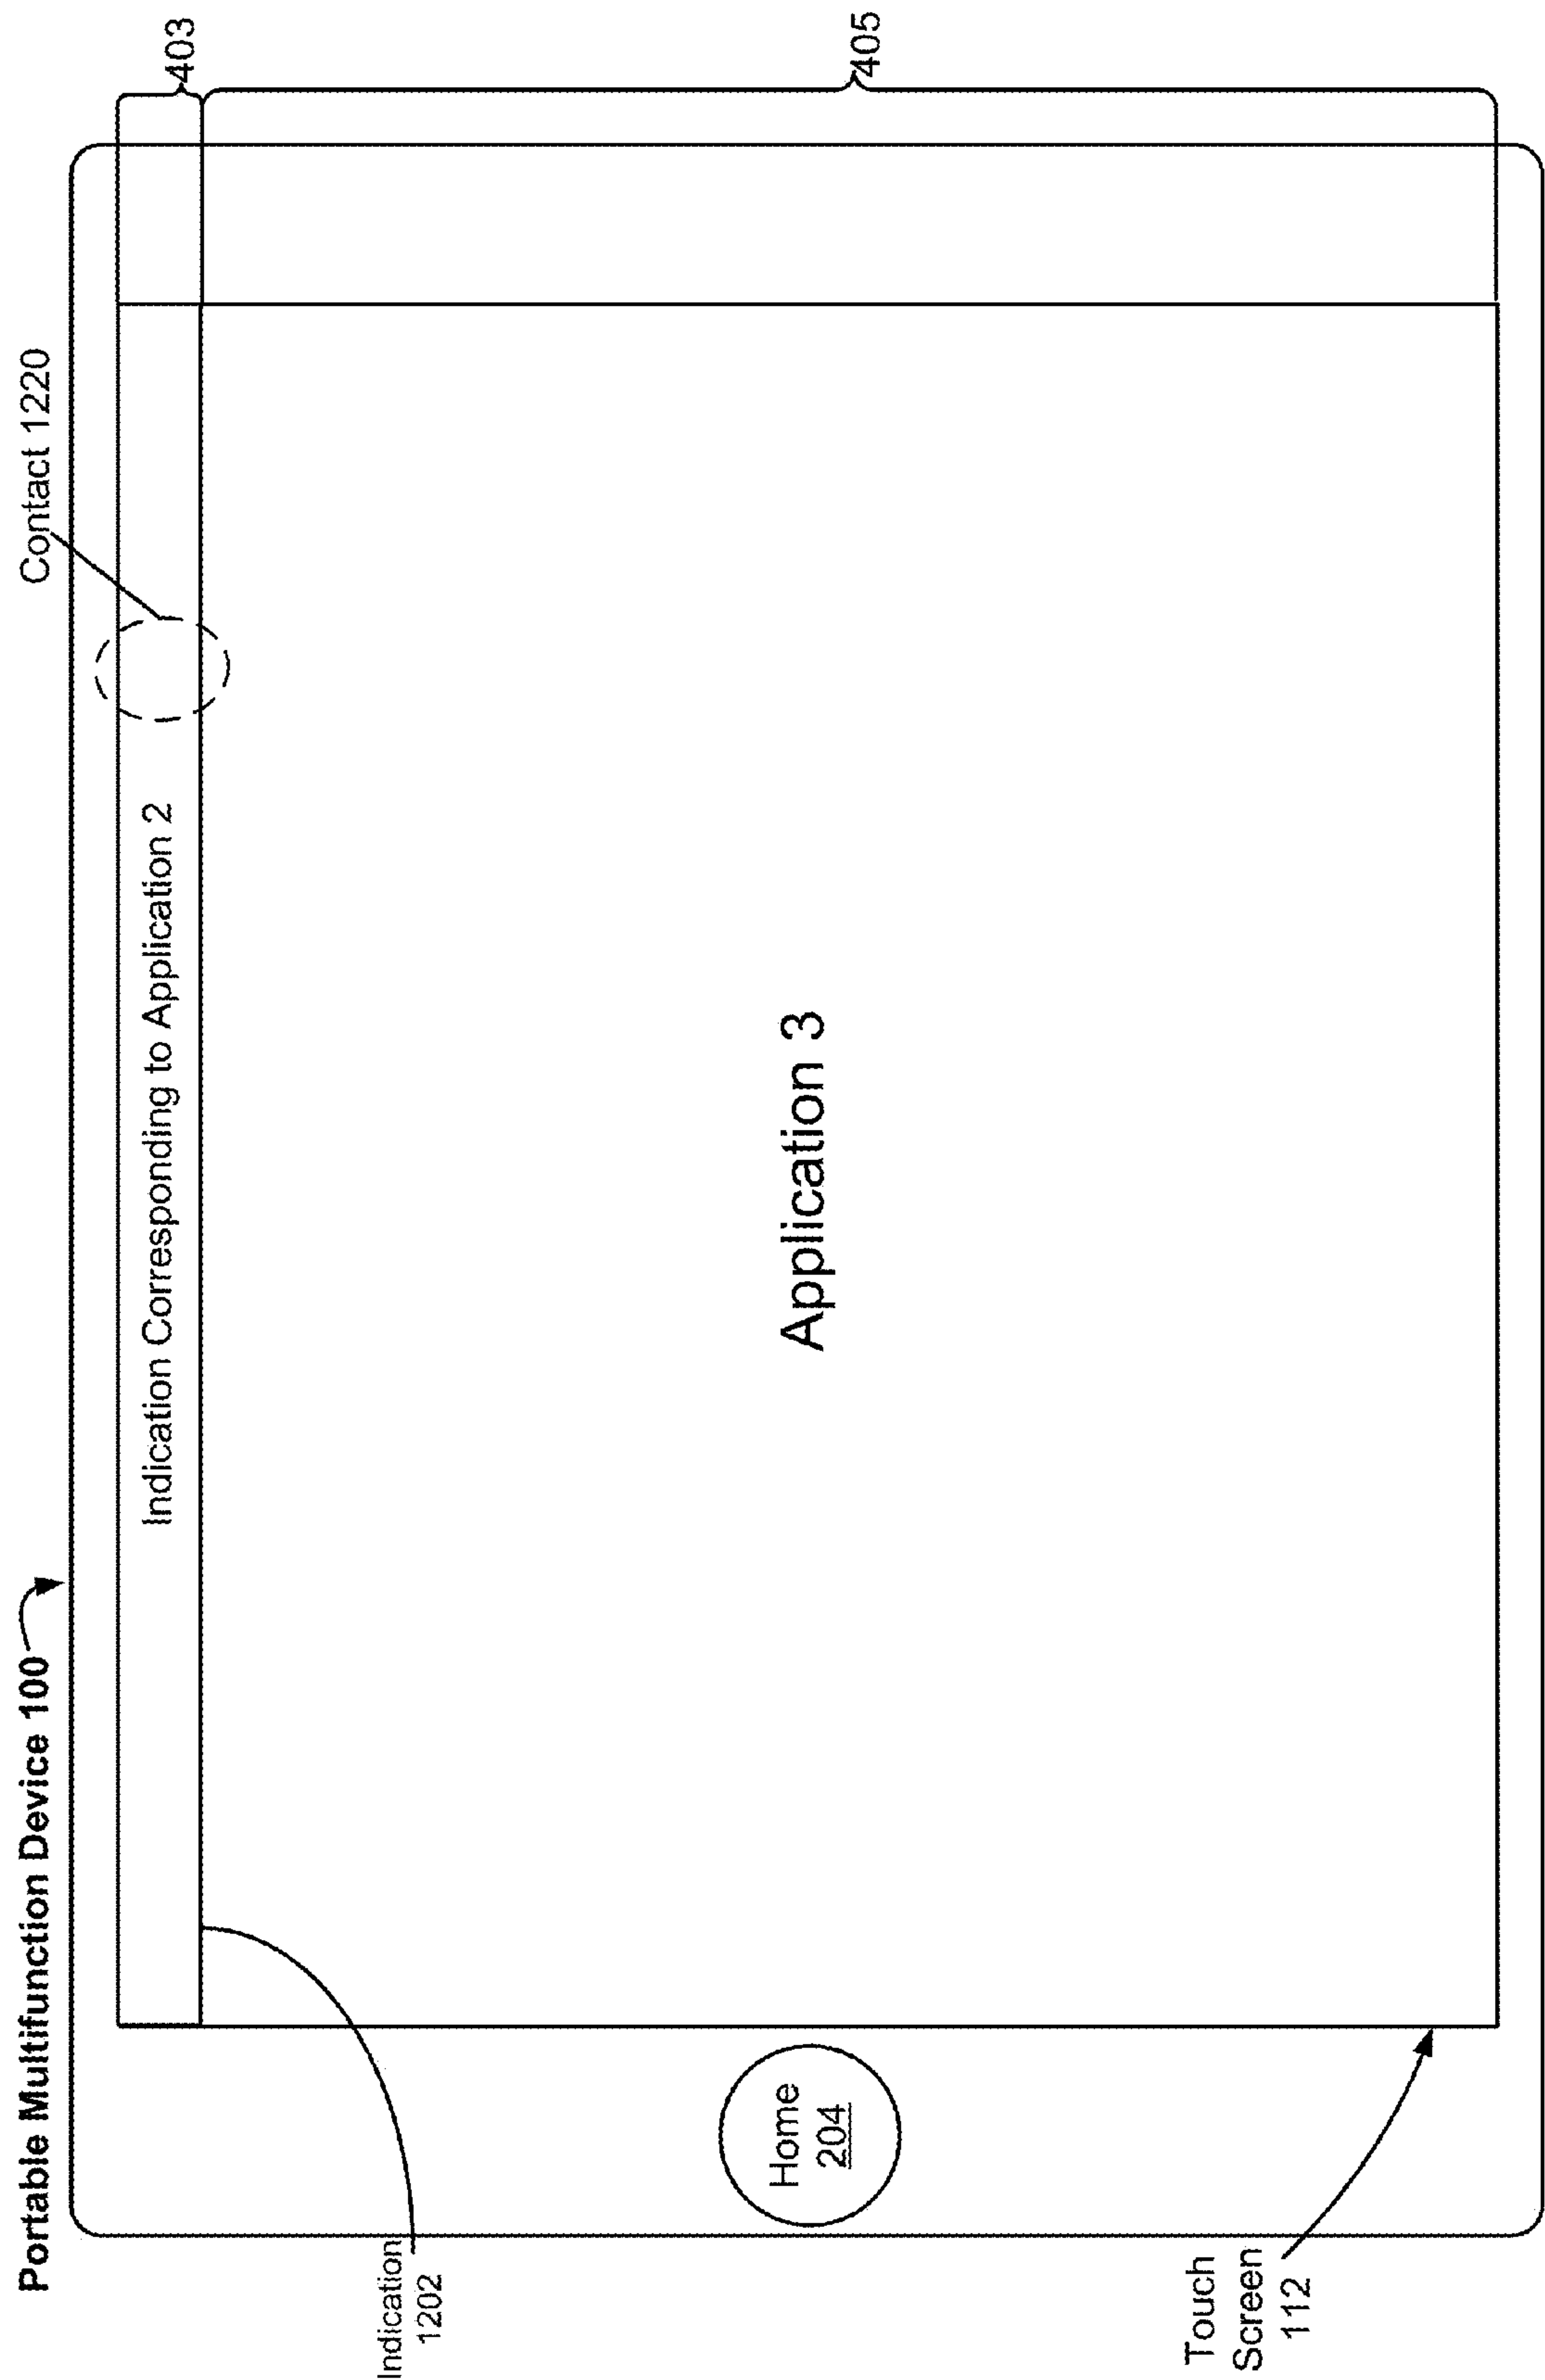 Portable Multifunction Device 100
Contact 1220
403
Indication Corresponding to Application 2
405
Application 3
Indication
1202
Home
204
Touch
Screen
112